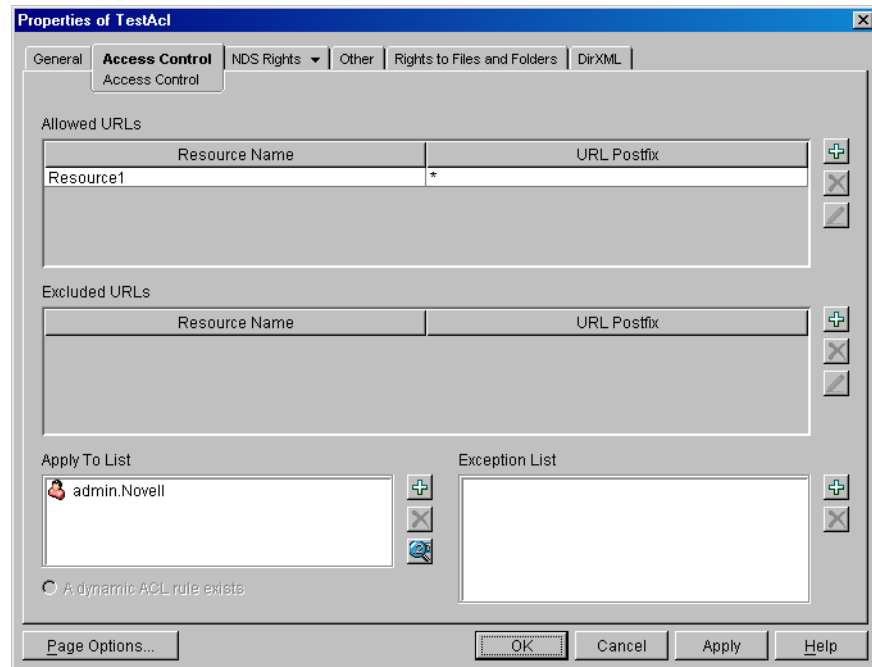 Properties of TestAcl
General Access Control NDS Rights Other Rights to Files and Folders DirXML
Access Control
Allowed URLs
Resource Name URL Postfix
Resource1 *
Excluded URLs
Resource Name URL Postfix
Apply To List Exception List
admin.Novell
A dynamic ACL rule exists
Page Options... OK Cancel Apply Help